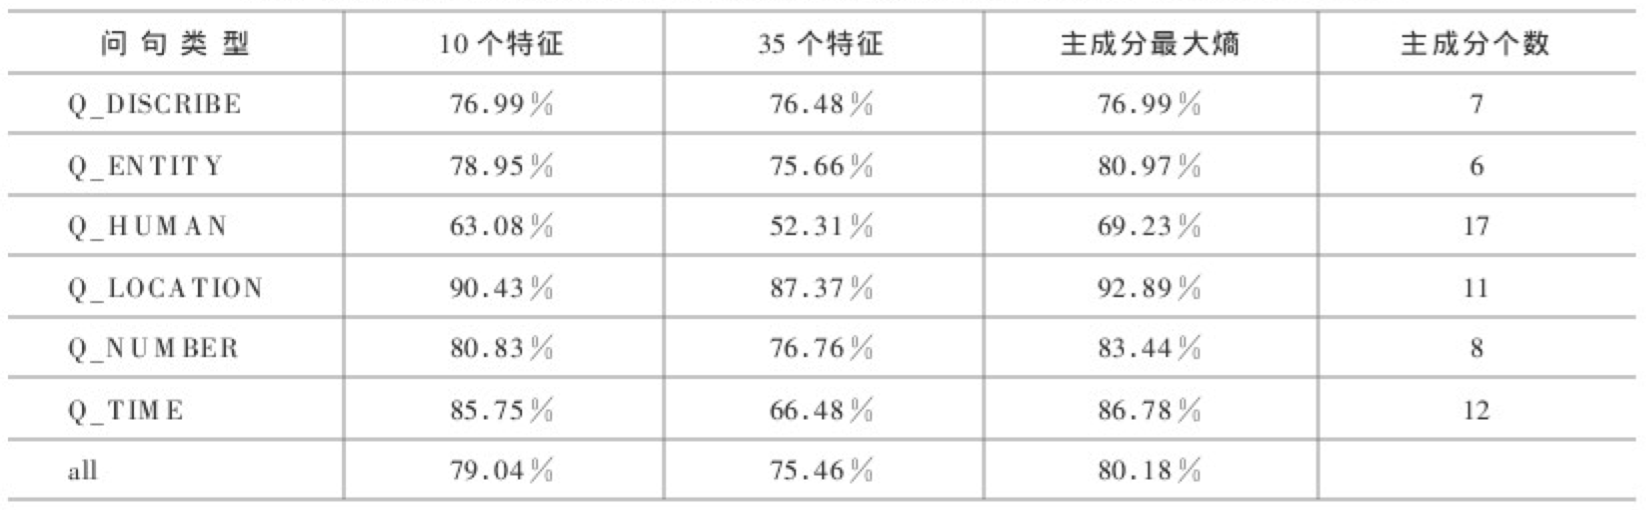 问句类型 10个特征 35个特征 主成分最大熵 主成分个数
Q_DISCRIBE 76.99% 76.48% 76.99% 7
Q_ENTITY 78.95% 75.66% 80.97% 6
Q_HUMAN 63.08% 52.31% 69.23% 17
Q_LOCATION 90.43% 87.37% 92.89% 11
Q_NUMBER 80.83% 76.76% 83.44% 8
Q_TIME 85.75% 66.48% 86.78% 12
all 79.04% 75.46% 80.18%